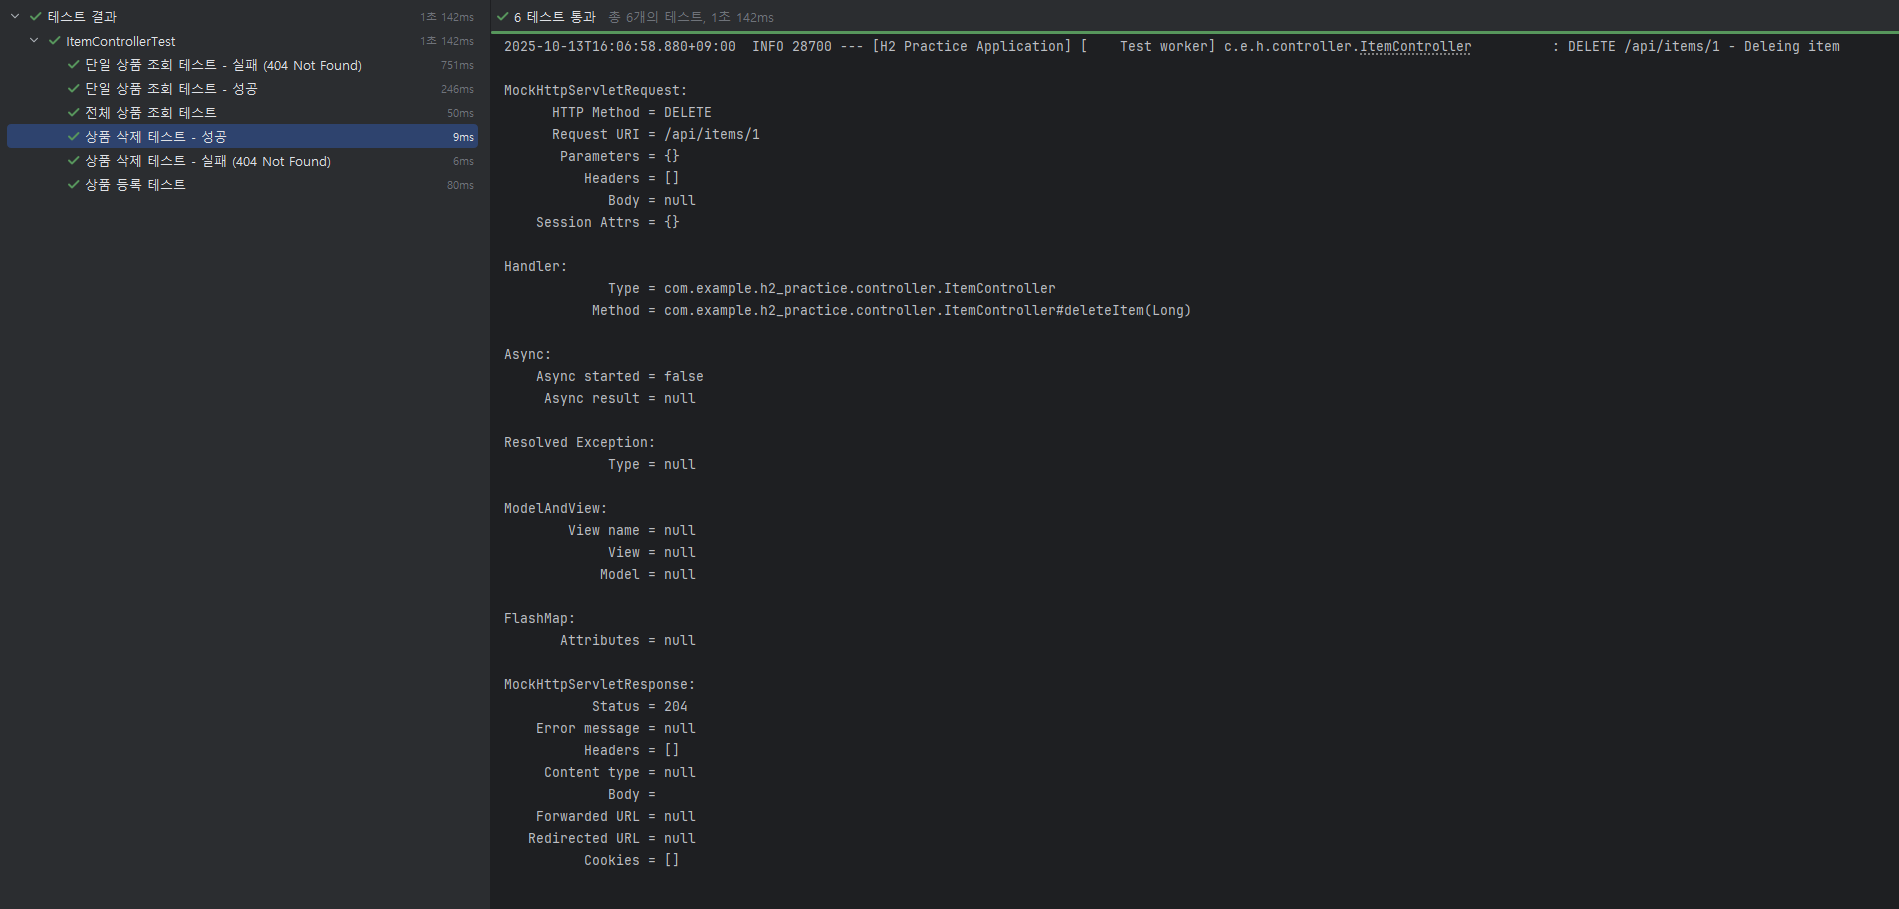 테스트 결과 1초 142ms
ItemControllerTest 1초 142ms
단일 상품 조회 테스트 - 실패 (404 Not Found) 751ms
단일 상품 조회 테스트 - 성공 246ms
전체 상품 조회 테스트 50ms
상품 삭제 테스트 - 성공 9ms
상품 삭제 테스트 - 실패 (404 Not Found) 6ms
상품 등록 테스트 80ms
6 테스트 통과 총 6개의 테스트, 1초 142ms
2025-10-13T16:06:58.880+09:00  INFO 28700 --- [H2 Practice Application] [    Test worker] c.e.h.controller.ItemController          : DELETE /api/items/1 - Deleing item
MockHttpServletRequest:
HTTP Method = DELETE
Request URI = /api/items/1
Parameters = {}
Headers = []
Body = null
Session Attrs = {}
Handler:
Type = com.example.h2_practice.controller.ItemController
Method = com.example.h2_practice.controller.ItemController#deleteItem(Long)
Async:
Async started = false
Async result = null
Resolved Exception:
Type = null
ModelAndView:
View name = null
View = null
Model = null
FlashMap:
Attributes = null
MockHttpServletResponse:
Status = 204
Error message = null
Headers = []
Content type = null
Body =
Forwarded URL = null
Redirected URL = null
Cookies = []